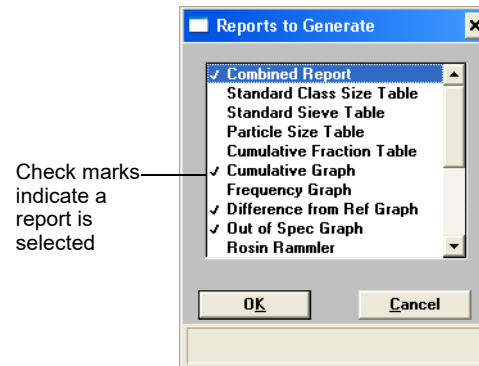 Reports to Generate
✓ Combined Report
Standard Class Size Table
Standard Sieve Table
Particle Size Table
Cumulative Fraction Table
✓ Cumulative Graph
Frequency Graph
✓ Difference from Ref Graph
✓ Out of Spec Graph
Rosin Rammler
OK
Cancel
Check marks
indicate a
report is
selected